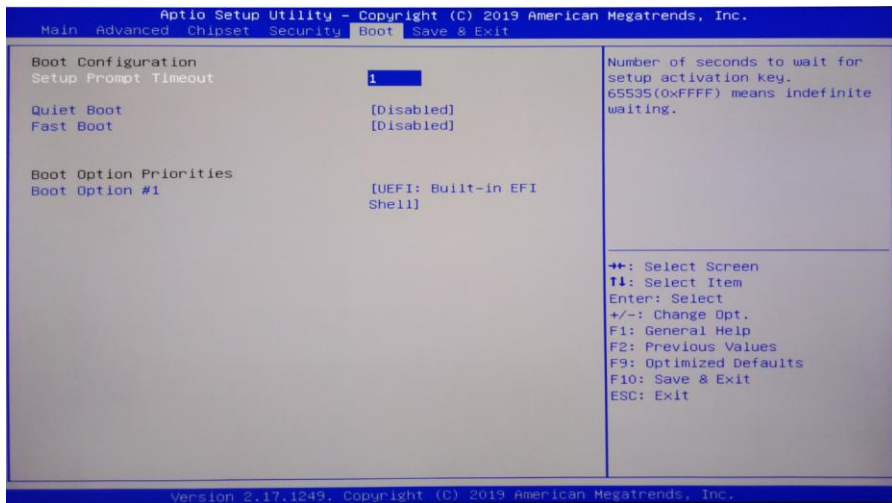 Aptio Setup Utility – Copyright (C) 2019 American Megatrends, Inc.
Main Advanced Chipset Security Boot Save & Exit
Boot Configuration
Setup Prompt Timeout 1
Quiet Boot [Disabled]
Fast Boot [Disabled]
Boot Option Priorities
Boot Option #1 [UEFI: Built-in EFI
Shell]
Number of seconds to wait for
setup activation key.
65535(0xFFFF) means indefinite
waiting.
→←: Select Screen
↑↓: Select Item
Enter: Select
+/-: Change Opt.
F1: General Help
F2: Previous Values
F9: Optimized Defaults
F10: Save & Exit
ESC: Exit
Version 2.17.1249. Copyright (C) 2019 American Megatrends, Inc.